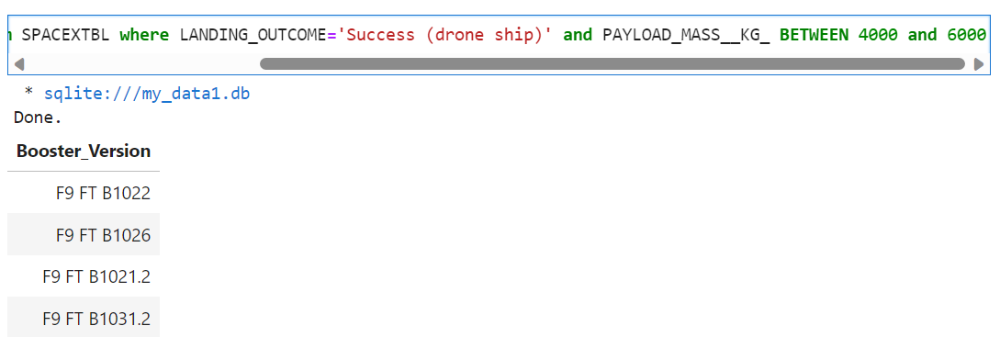 SPACEXTBL where LANDING_OUTCOME='Success (drone ship)' and PAYLOAD_MASS__KG_ BETWEEN 4000 and 6000
* sqlite:///my_data1.db
Done.
Booster_Version
F9 FT B1022
F9 FT B1026
F9 FT B1021.2
F9 FT B1031.2